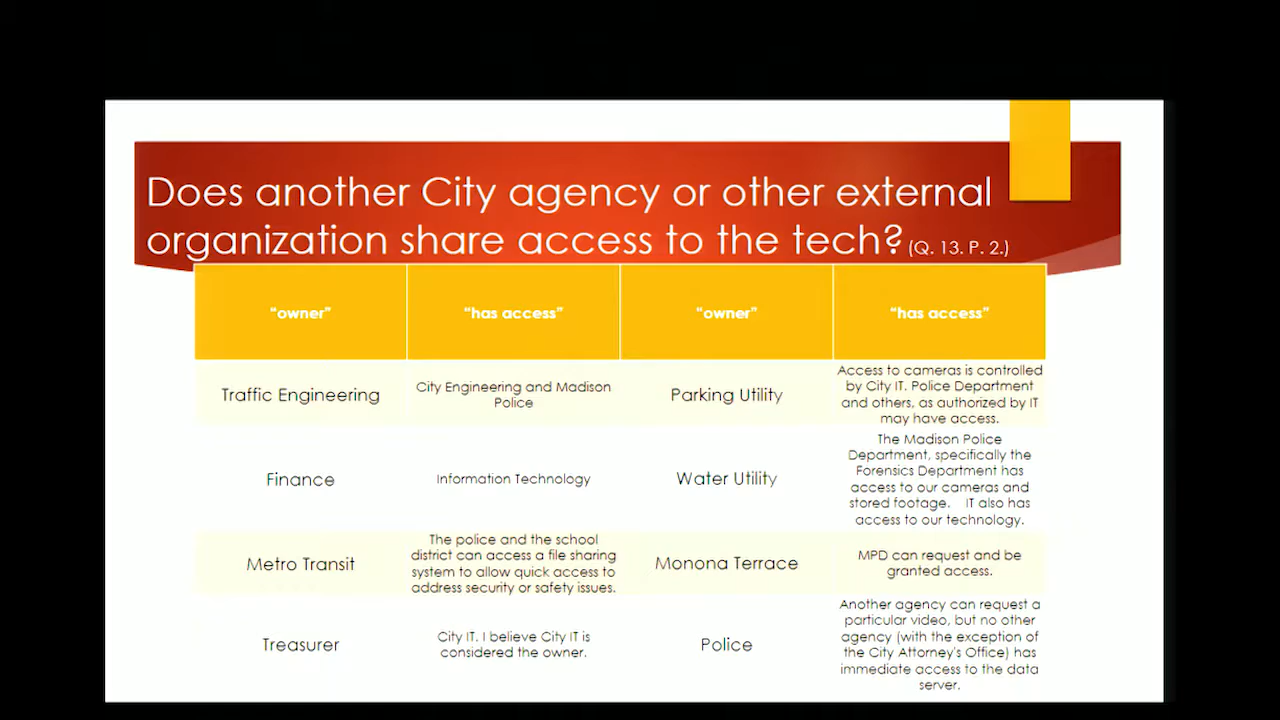 Does another City agency or other external
organization share access to the tech? (Q. 13. P. 2.)
“owner”
“has access”
“owner”
“has access”
Traffic Engineering
City Engineering and Madison
Police
Parking Utility
Access to cameras is controlled
by City IT. Police Department
and others, as authorized by IT
may have access.
Finance
Information Technology
Water Utility
The Madison Police
Department, specifically the
Forensics Department has
access to our cameras and
stored footage. IT also has
access to our technology.
Metro Transit
The police and the school
district can access a file sharing
system to allow quick access to
address security or safety issues.
Monona Terrace
MPD can request and be
granted access.
Treasurer
City IT. I believe City IT is
considered the owner.
Police
Another agency can request a
particular video, but no other
agency (with the exception of
the City Attorney's Office) has
immediate access to the data
server.